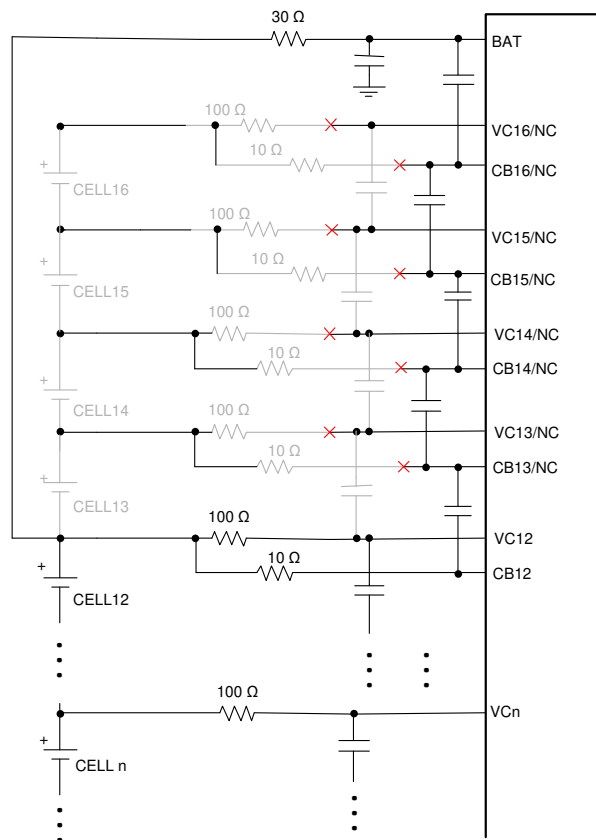 30 Ω
BAT
100 Ω
VC16/NC
10 Ω
CB16/NC
+
CELL16
100 Ω
VC15/NC
10 Ω
CB15/NC
+
CELL15
100 Ω
VC14/NC
10 Ω
CB14/NC
+
CELL14
100 Ω
VC13/NC
10 Ω
CB13/NC
+
CELL13
100 Ω
VC12
10 Ω
CB12
+
CELL12
100 Ω
VCn
+
CELL n